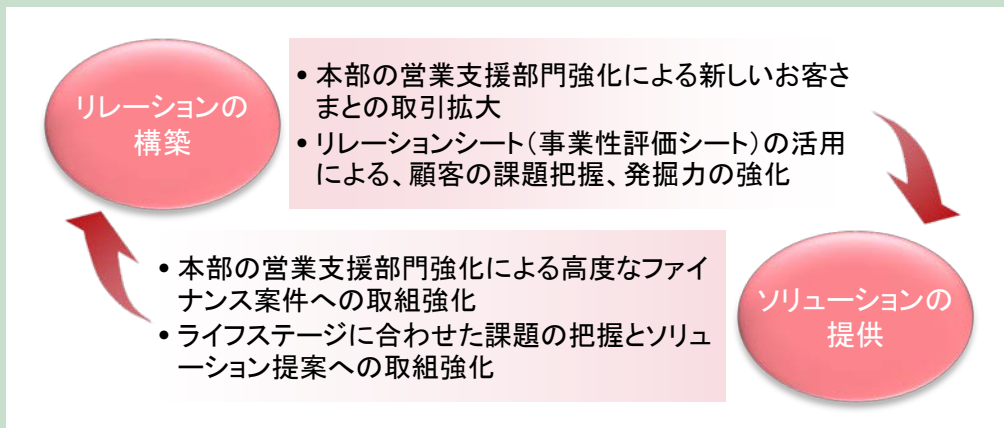 リレーションの
構築
• 本部の営業支援部門強化による新しいお客さ
まとの取引拡大
• リレーションシート（事業性評価シート）の活用
による、顧客の課題把握、発掘力の強化
• 本部の営業支援部門強化による高度なファイ
ナンス案件への取組強化
• ライフステージに合わせた課題の把握とソリュ
ーション提案への取組強化
ソリューションの
提供